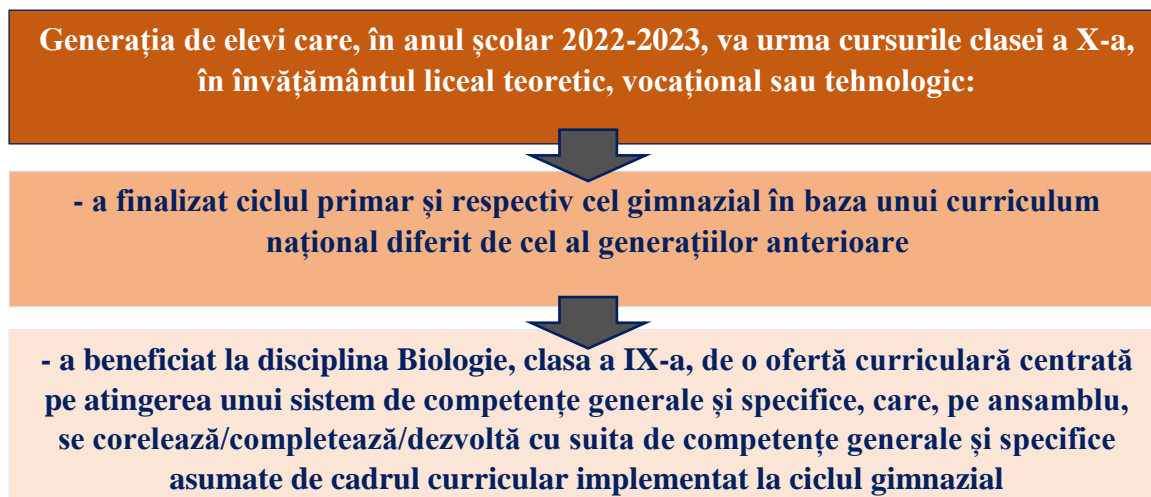 Generația de elevi care, în anul școlar 2022-2023, va urma cursurile clasei a X-a,
în învățământul liceal teoretic, vocațional sau tehnologic:
- a finalizat ciclul primar și respectiv cel gimnazial în baza unui curriculum
național diferit de cel al generațiilor anterioare
- a beneficiat la disciplina Biologie, clasa a IX-a, de o ofertă curriculară centrată
pe atingerea unui sistem de competențe generale și specifice, care, pe ansamblu,
se corelează/completează/dezvoltă cu suita de competențe generale și specifice
asumate de cadrul curricular implementat la ciclul gimnazial